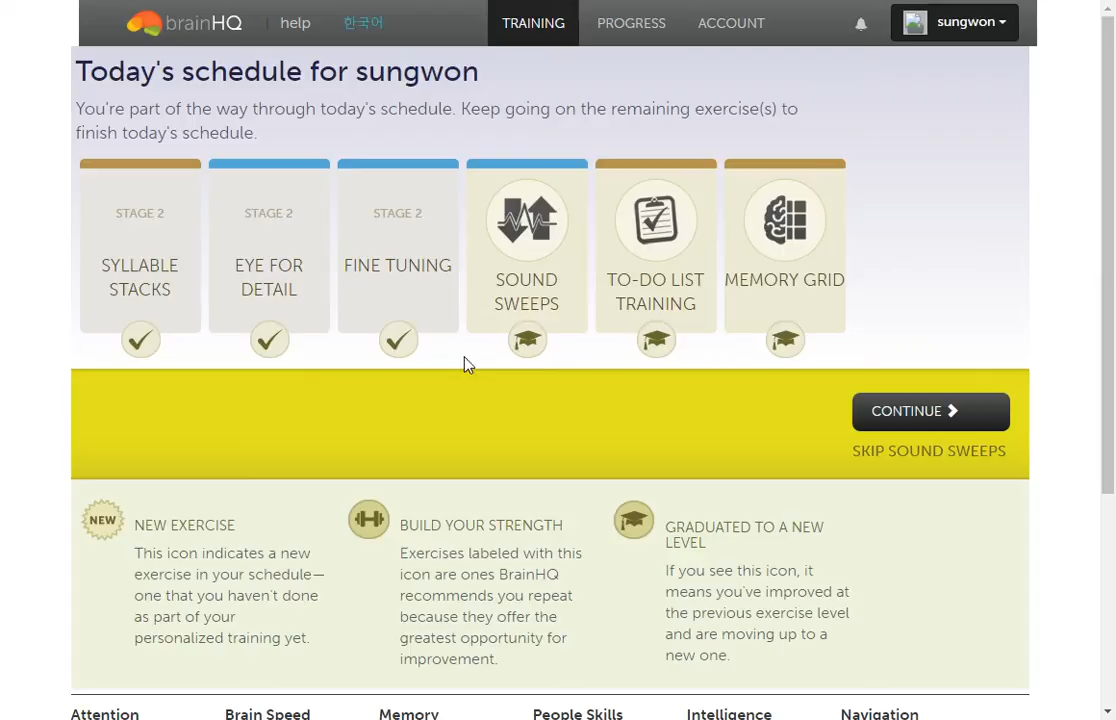 brainHQ help 한국어 TRAINING PROGRESS ACCOUNT sungwon
Today's schedule for sungwon
You're part of the way through today's schedule. Keep going on the remaining exercise(s) to
finish today's schedule.
STAGE 2
SYLLABLE
STACKS
STAGE 2
EYE FOR
DETAIL
STAGE 2
FINE TUNING
SOUND
SWEEPS
TO-DO LIST
TRAINING
MEMORY GRID
CONTINUE
SKIP SOUND SWEEPS
NEW
NEW EXERCISE
This icon indicates a new
exercise in your schedule—
one that you haven't done
as part of your
personalized training yet.
BUILD YOUR STRENGTH
Exercises labeled with this
icon are ones BrainHQ
recommends you repeat
because they offer the
greatest opportunity for
improvement.
GRADUATED TO A NEW
LEVEL
If you see this icon, it
means you've improved at
the previous exercise level
and are moving up to a
new one.
Attention Brain Speed Memory People Skills Intelligence Navigation